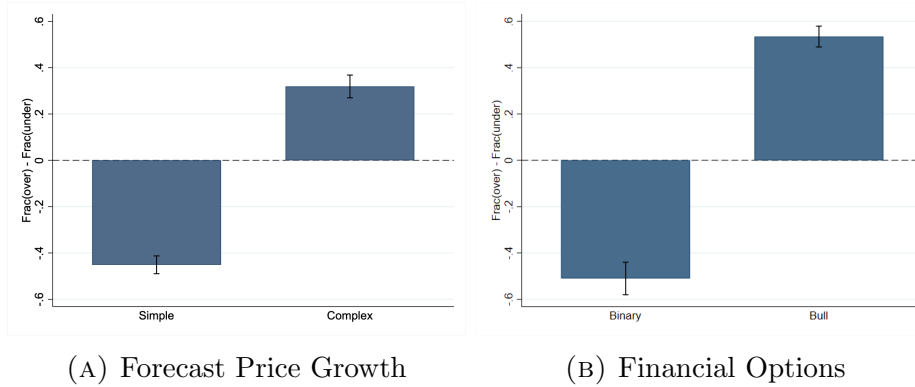 Frac(over) - Frac(under)
.6
.4
.2
0
-.2
-.4
-.6
Simple
Complex
(A) Forecast Price Growth
Frac(over) - Frac(under)
.6
.4
.2
0
-.2
-.4
-.6
Binary
Bull
(B) Financial Options